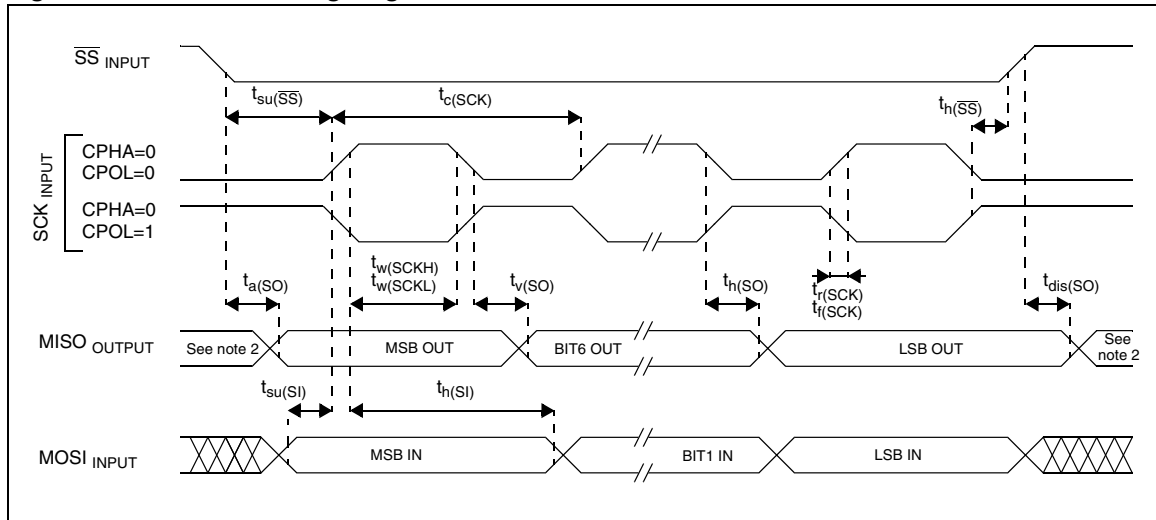 SS INPUT
tsu(SS)
tc(SCK)
th(SS)
SCK INPUT
CPHA=0
CPOL=0
CPHA=0
CPOL=1
tw(SCKH)
tw(SCKL)
ta(SO)
tv(SO)
th(SO)
tr(SCK)
tf(SCK)
tdis(SO)
MISO OUTPUT
See note 2
MSB OUT
BIT6 OUT
LSB OUT
See
note 2
tsu(SI)
th(SI)
MOSI INPUT
MSB IN
BIT1 IN
LSB IN